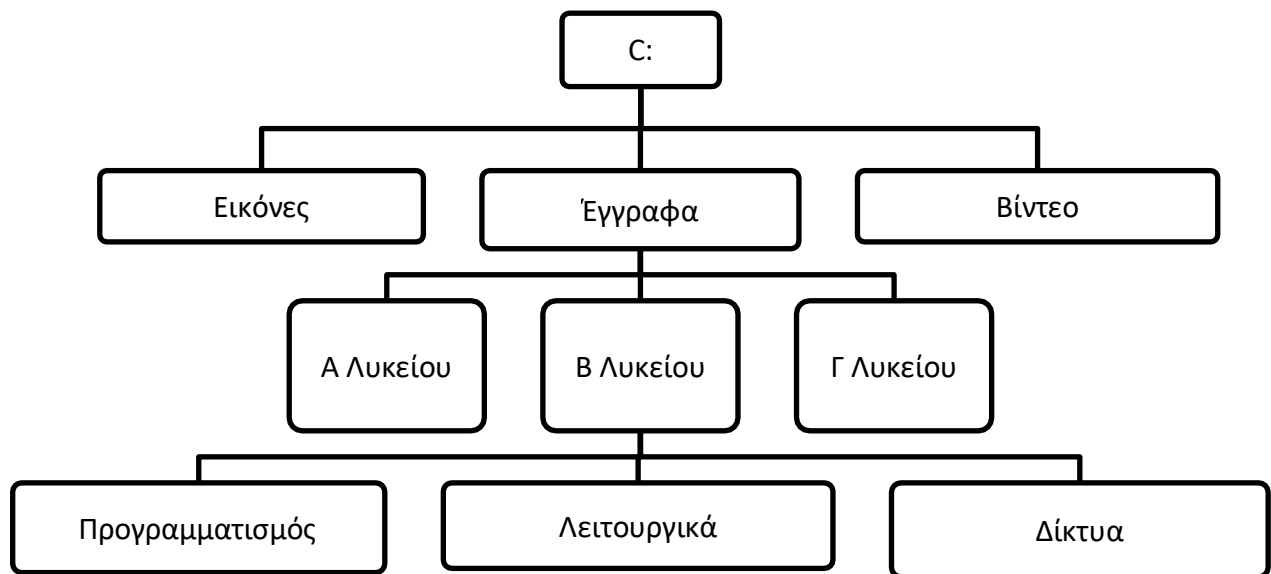 C:
Εικόνες
Έγγραφα
Βίντεο
Α Λυκείου
Β Λυκείου
Γ Λυκείου
Προγραμματισμός
Λειτουργικά
Δίκτυα